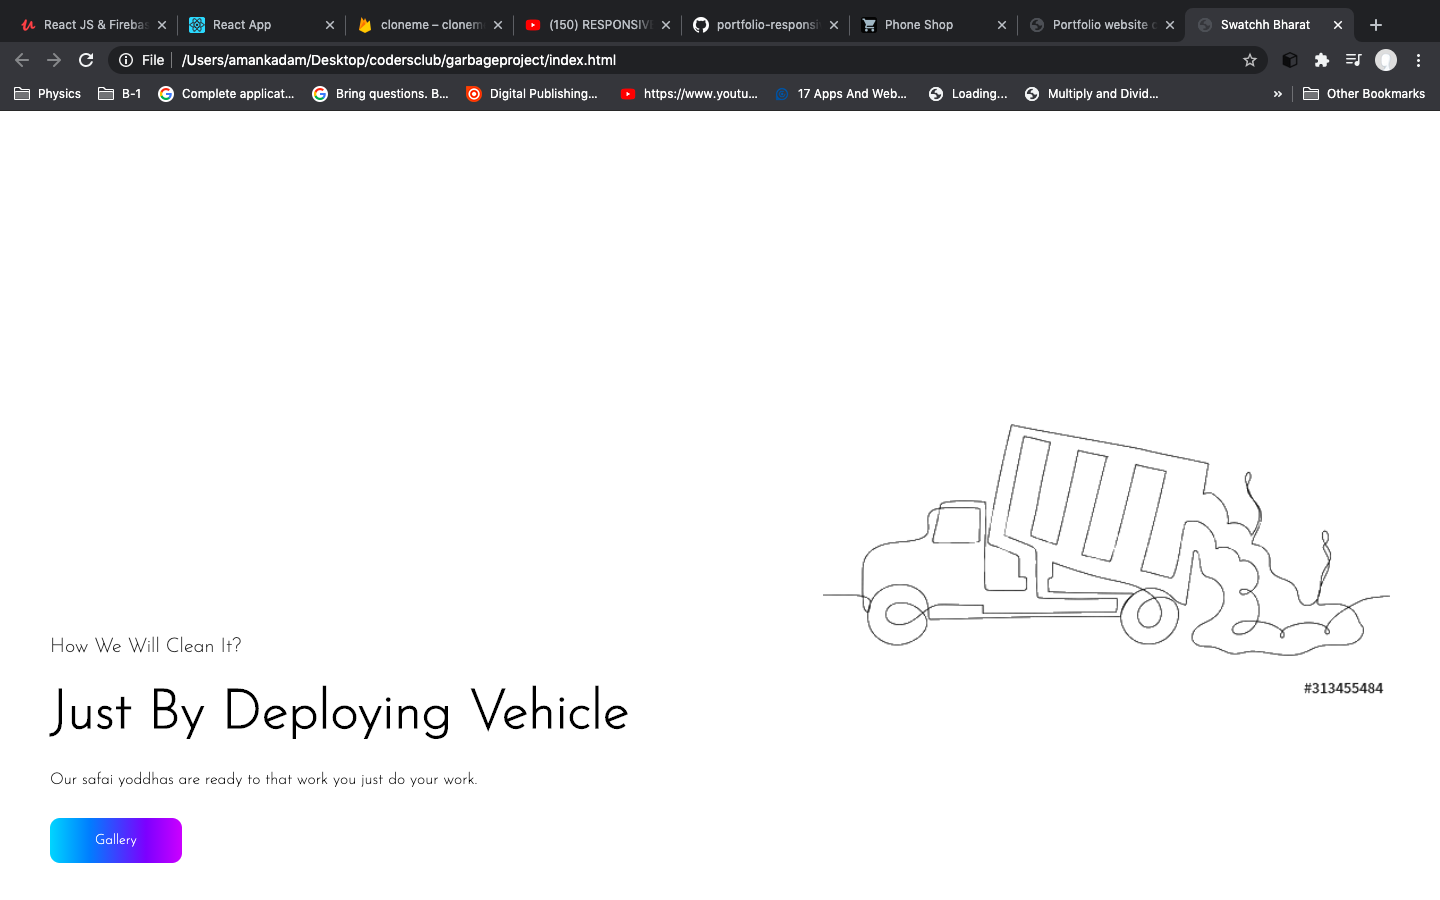 React JS & Firebas
React App
cloneme – clonem
(150) RESPONSIVE
portfolio-responsi
Phone Shop
Portfolio website c
Swatchh Bharat
File
/Users/amankadam/Desktop/codersclub/garbageproject/index.html
Physics
B-1
Complete applicat...
Bring questions. B...
Digital Publishing...
https://www.youtu...
17 Apps And Web...
Loading...
Multiply and Divid...
»
Other Bookmarks
How We Will Clean It?
Just By Deploying Vehicle
Our safai yoddhas are ready to that work you just do your work.
Gallery
#313455484